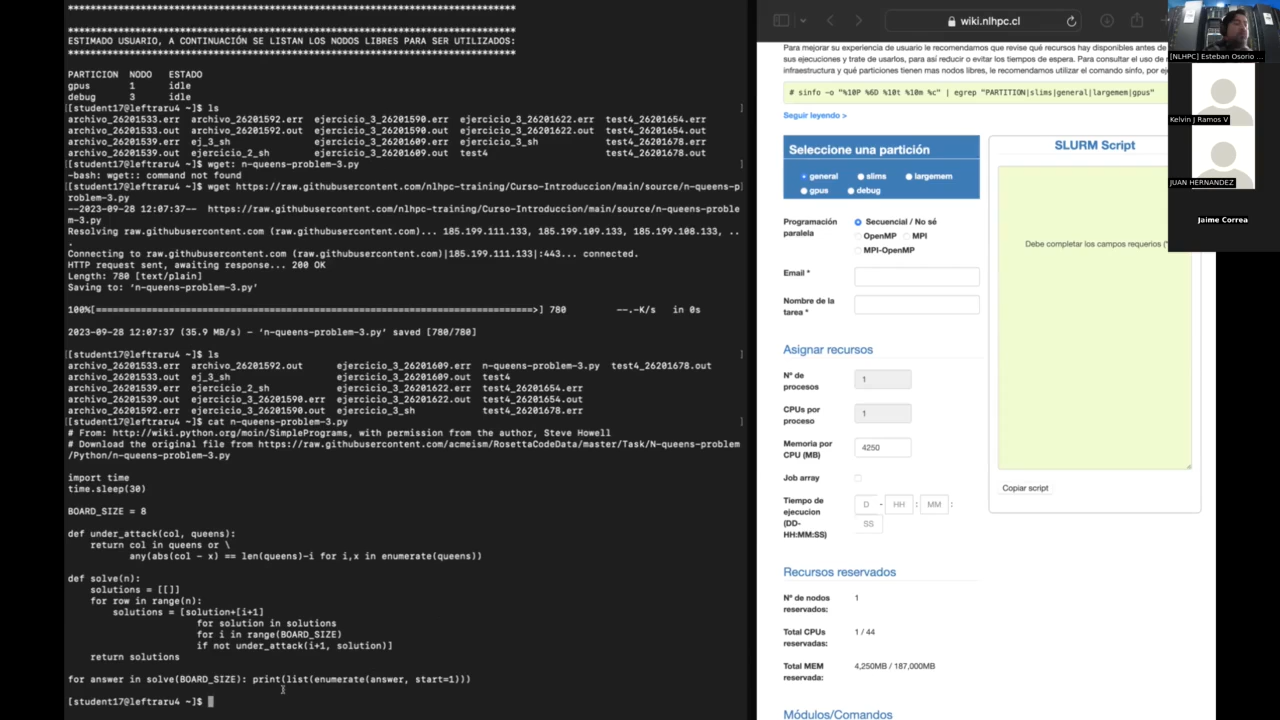 ************************************************************************
************************************************************************
ESTIMADO USUARIO, A CONTINUACIÓN SE LISTAN LOS NODOS LIBRES PARA SER UTILIZADOS:
************************************************************************
PARTICION NODO ESTADO
gpus 1 idle
debug 3 idle
[student17@leftraru4 ~]$ ls
archivo_26201533.err archivo_26201592.err ejercicio_3_26201590.err ejercicio_3_26201622.err test4_26201654.err
archivo_26201533.out archivo_26201592.out ejercicio_3_26201590.out ejercicio_3_26201622.out test4_26201654.out
archivo_26201539.err ej_3_sh ejercicio_3_26201609.err ejercicio_3_sh test4_26201678.err
archivo_26201539.out ejercicio_2_sh ejercicio_3_26201609.out test4 test4_26201678.out
[student17@leftraru4 ~]$ wget: n-queens-problem-3.py
-bash: wget:: command not found
[student17@leftraru4 ~]$ wget https://raw.githubusercontent.com/nlhpc-training/Curso-Introduccion/main/source/n-queens-p
roblem-3.py
--2023-09-28 12:07:37-- https://raw.githubusercontent.com/nlhpc-training/Curso-Introduccion/main/source/n-queens-proble
m-3.py
Resolving raw.githubusercontent.com (raw.githubusercontent.com)... 185.199.111.133, 185.199.109.133, 185.199.108.133, ..
.
Connecting to raw.githubusercontent.com (raw.githubusercontent.com)|185.199.111.133|:443... connected.
HTTP request sent, awaiting response... 200 OK
Length: 780 [text/plain]
Saving to: ‘n-queens-problem-3.py’
100%[==============================================================================>] 780 --.-K/s in 0s
2023-09-28 12:07:37 (35.9 MB/s) - ‘n-queens-problem-3.py’ saved [780/780]
[student17@leftraru4 ~]$ ls
archivo_26201533.err archivo_26201592.out ejercicio_3_26201609.err n-queens-problem-3.py test4_26201678.out
archivo_26201533.out ej_3_sh ejercicio_3_26201609.out test4
archivo_26201539.err ejercicio_2_sh ejercicio_3_26201622.err test4_26201654.err
archivo_26201539.out ejercicio_3_26201590.err ejercicio_3_26201622.out test4_26201654.out
archivo_26201592.err ejercicio_3_26201590.out ejercicio_3_sh test4_26201678.err
[student17@leftraru4 ~]$ cat n-queens-problem-3.py
# From: http://wiki.python.org/moin/SimplePrograms, with permission from the author, Steve Howell
# Download the original file from https://raw.githubusercontent.com/acmeism/RosettaCodeData/master/Task/N-queens-problem
/Python/n-queens-problem-3.py
import time
time.sleep(30)
BOARD_SIZE = 8
def under_attack(col, queens):
return col in queens or \
any(abs(col - x) == len(queens)-i for i,x in enumerate(queens))
def solve(n):
solutions = [[]]
for row in range(n):
solutions = [solution+[i+1]
for solution in solutions
for i in range(BOARD_SIZE)
if not under_attack(i+1, solution)]
return solutions
for answer in solve(BOARD_SIZE): print(list(enumerate(answer, start=1)))
[student17@leftraru4 ~]$
wiki.nlhpc.cl
Para mejorar su experiencia de usuario le recomendamos que revise qué recursos hay disponibles antes de
sus ejecuciones y trate de usarlos, para así reducir o evitar los tiempos de espera. Para consultar el uso de
infraestructura y qué particiones tienen mas nodos libres, le recomendamos utilizar el comando sinfo, por ej
# sinfo -o "%10P %6D %10t %10m %c" | egrep "PARTITION|slims|general|largemem|gpus"
Seguir leyendo >
Seleccione una partición
general slims largemem
gpus debug
Programación paralela
Secuencial / No sé
OpenMP MPI
MPI-OpenMP
Email *
Nombre de la
tarea *
Asignar recursos
Nº de
procesos
1
CPUs por
proceso
1
Memoria por
CPU (MB)
4250
Job array
Tiempo de
ejecucion
(DD-
HH:MM:SS)
D - HH : MM :
SS
Recursos reservados
Nº de nodos
reservados:
1
Total CPUs
reservadas:
1 / 44
Total MEM
reservada:
4,250MB / 187,000MB
Módulos/Comandos
SLURM Script
Debe completar los campos requerios (*
Copiar script
[NLHPC] Esteban Osorio ...
Kelvin J Ramos V
JUAN HERNANDEZ
Jaime Correa